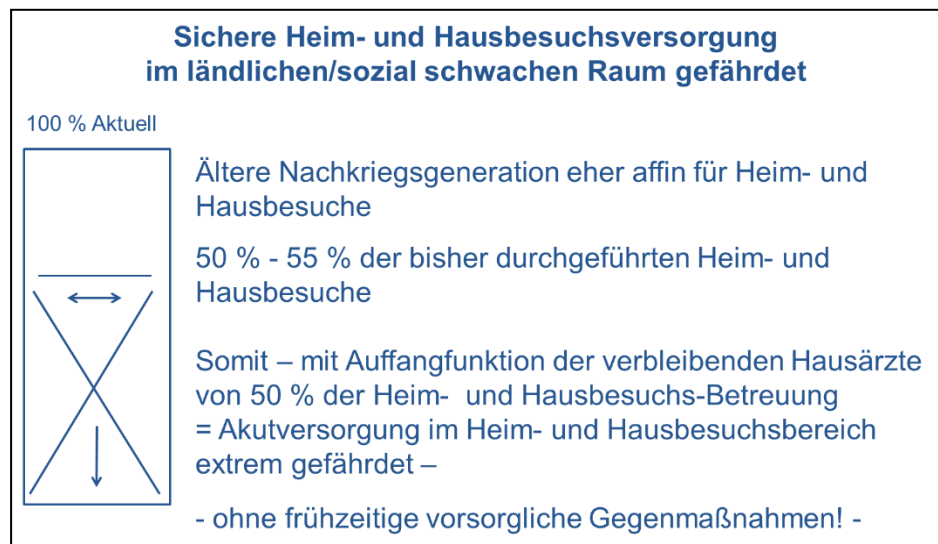 Sichere Heim- und Hausbesuchsversorgung
im ländlichen/sozial schwachen Raum gefährdet
100 % Aktuell
Ältere Nachkriegsgeneration eher affin für Heim- und
Hausbesuche
50 % - 55 % der bisher durchgeführten Heim- und
Hausbesuche
Somit – mit Auffangfunktion der verbleibenden Hausärzte
von 50 % der Heim- und Hausbesuchs-Betreuung
= Akutversorgung im Heim- und Hausbesuchsbereich
extrem gefährdet –
- ohne frühzeitige vorsorgliche Gegenmaßnahmen! -